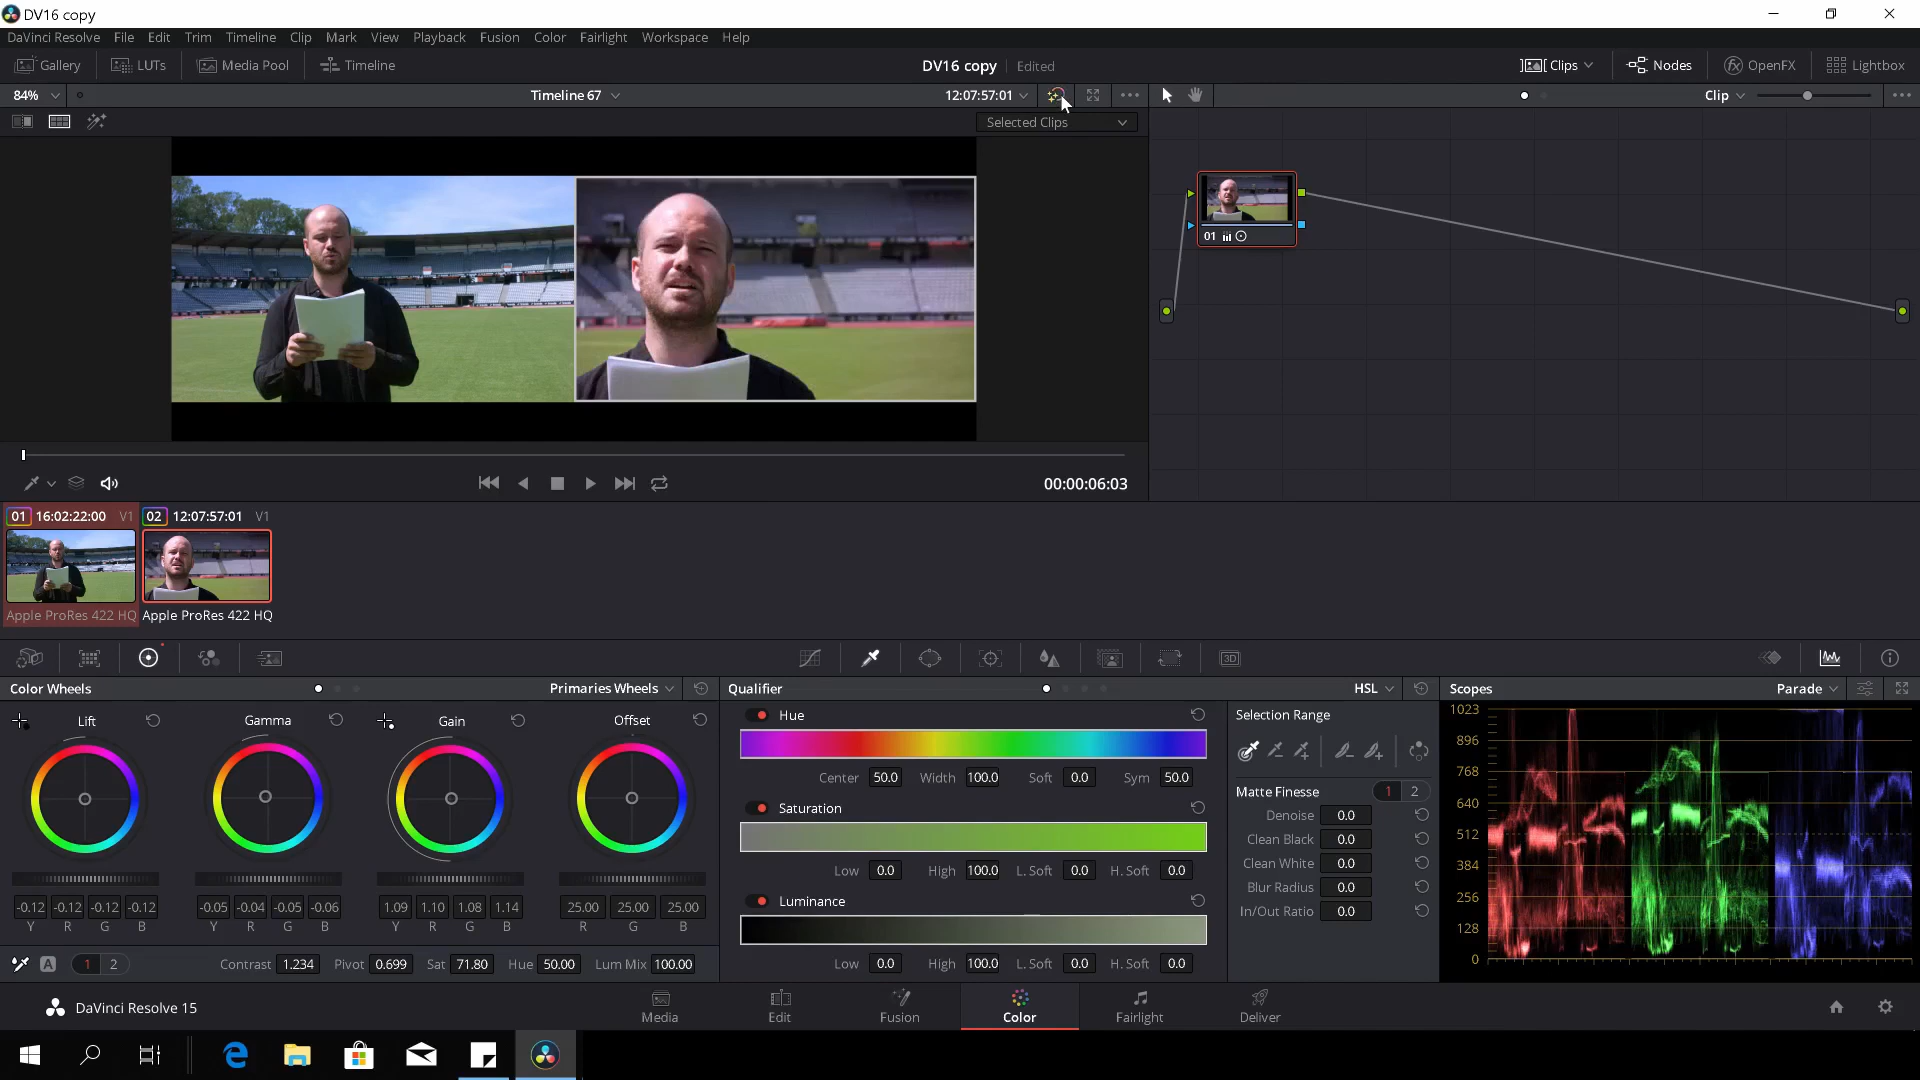 DV16 copy
DaVinci Resolve File Edit Trim Timeline Clip Mark View Playback Fusion Color Fairlight Workspace Help
Gallery LUTs Media Pool Timeline DV16 copy Edited Clips Nodes OpenFX Lightbox
84% Timeline 67 12:07:57:01 Clip
Selected Clips
01
00:00:06:03
01 16:02:22:00 V1 02 12:07:57:01 V1
Apple ProRes 422 HQ Apple ProRes 422 HQ
3D
Color Wheels Primaries Wheels Qualifier HSL Scopes Parade
Lift Gamma Gain Offset
Hue
Center 50.0 Width 100.0 Soft 0.0 Sym 50.0
Saturation
Low 0.0 High 100.0 L. Soft 0.0 H. Soft 0.0
Luminance
Low 0.0 High 100.0 L. Soft 0.0 H. Soft 0.0
Selection Range
Matte Finesse 1 2
Denoise 0.0
Clean Black 0.0
Clean White 0.0
Blur Radius 0.0
In/Out Ratio 0.0
1023
896
768
640
512
384
256
128
0
-0.12 -0.12 -0.12 -0.12 -0.05 -0.04 -0.05 -0.06 1.09 1.10 1.08 1.14 25.00 25.00 25.00
Y R G B Y R G B Y R G B R G B
A 1 2 Contrast 1.234 Pivot 0.699 Sat 71.80 Hue 50.00 Lum Mix 100.00
DaVinci Resolve 15 Media Edit Fusion Color Fairlight Deliver